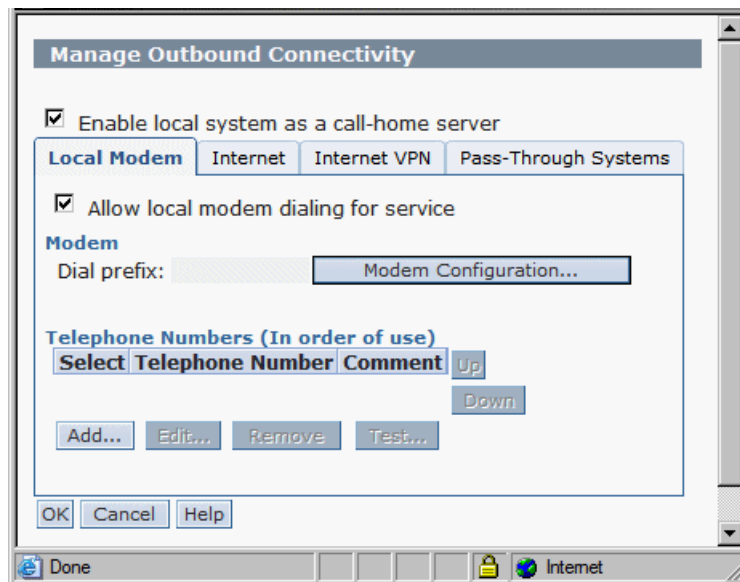 Manage Outbound Connectivity
Enable local system as a call-home server
Local Modem Internet Internet VPN Pass-Through Systems
Allow local modem dialing for service
Modem
Dial prefix: Modem Configuration...
Telephone Numbers (In order of use)
Select Telephone Number Comment Up
Down
Add... Edit... Remove Test...
OK Cancel Help
Done Internet